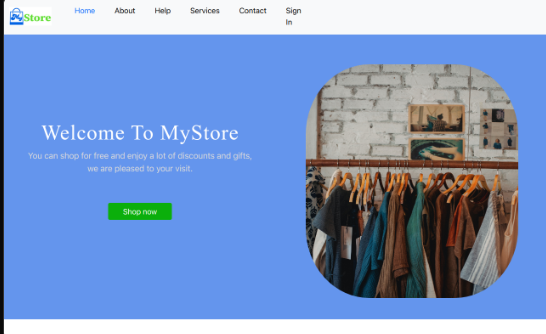 Store
Home About Help Services Contact Sign
In
Welcome To MyStore
You can shop for free and enjoy a lot of discounts and gifts,
we are pleased to your visit.
Shop now